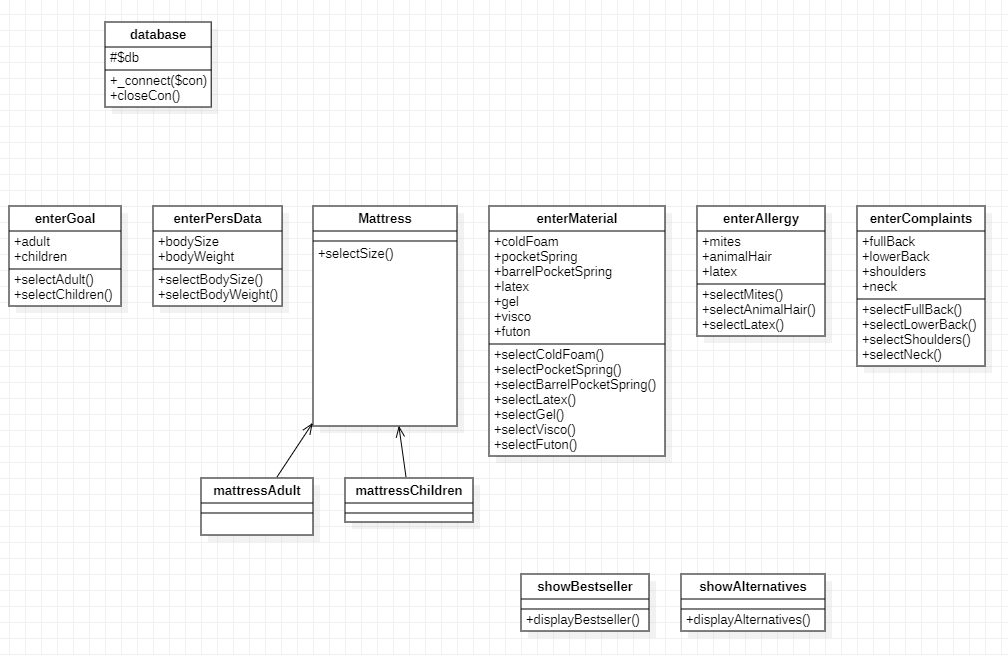 database
#$db
+_connect($con)
+closeCon()
enterGoal
+adult
+children
+selectAdult()
+selectChildren()
enterPersData
+bodySize
+bodyWeight
+selectBodySize()
+selectBodyWeight()
Mattress
+selectSize()
enterMaterial
+coldFoam
+pocketSpring
+barrelPocketSpring
+latex
+gel
+visco
+futon
+selectColdFoam()
+selectPocketSpring()
+selectBarrelPocketSpring()
+selectLatex()
+selectGel()
+selectVisco()
+selectFuton()
enterAllergy
+mites
+animalHair
+latex
+selectMites()
+selectAnimalHair()
+selectLatex()
enterComplaints
+fullBack
+lowerBack
+shoulders
+neck
+selectFullBack()
+selectLowerBack()
+selectShoulders()
+selectNeck()
mattressAdult
mattressChildren
showBestseller
+displayBestseller()
showAlternatives
+displayAlternatives()